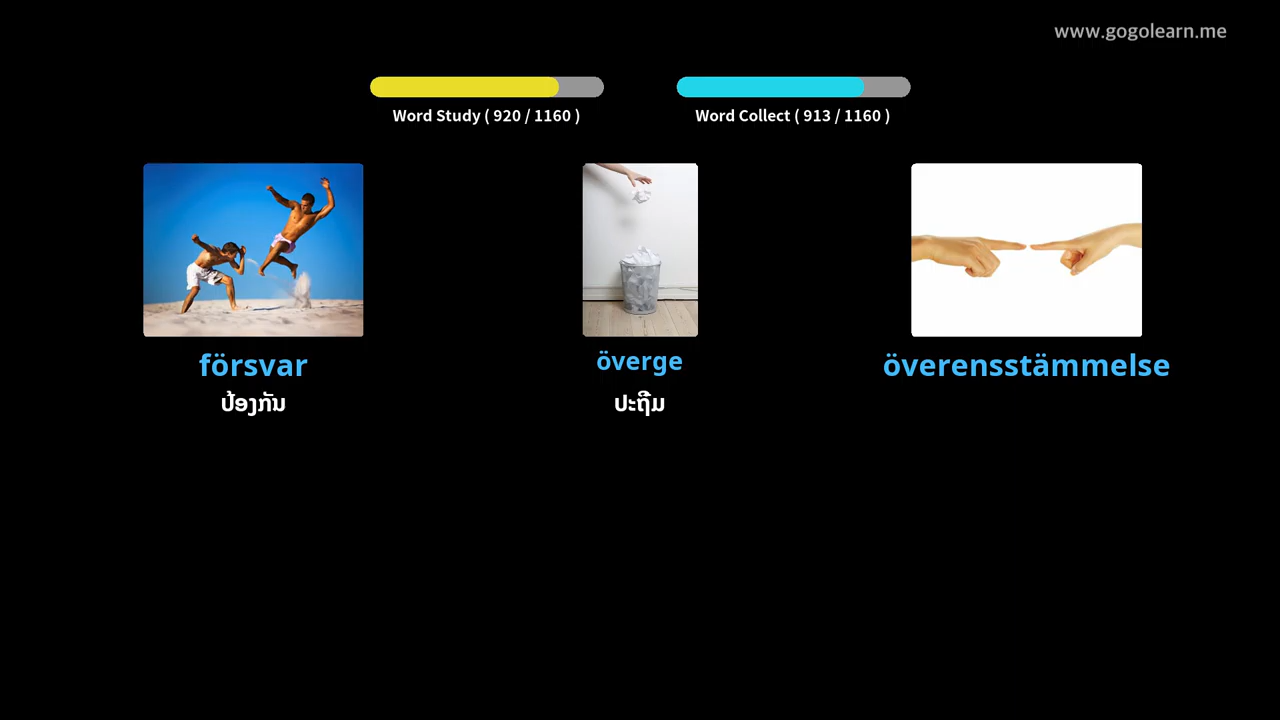 www.gogolearn.me
Word Study ( 920 / 1160 )
Word Collect ( 913 / 1160 )
försvar
överge
överensstämmelse
ປ້ອງກັນ
ປະຖີ້ມ